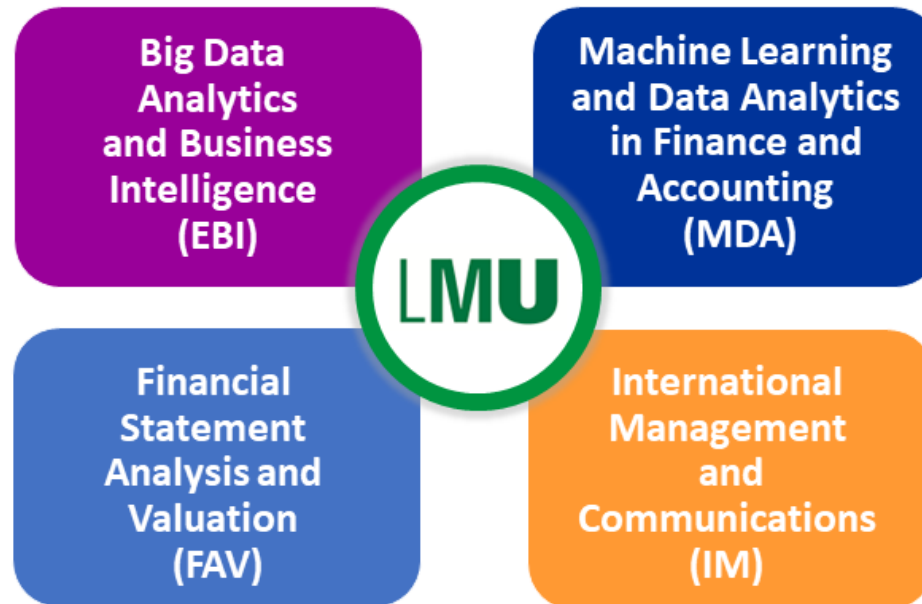 Big Data
Analytics
and Business
Intelligence
(EBI)
Machine Learning
and Data Analytics
in Finance and
Accounting
(MDA)
LMU
Financial
Statement
Analysis and
Valuation
(FAV)
International
Management
and
Communications
(IM)